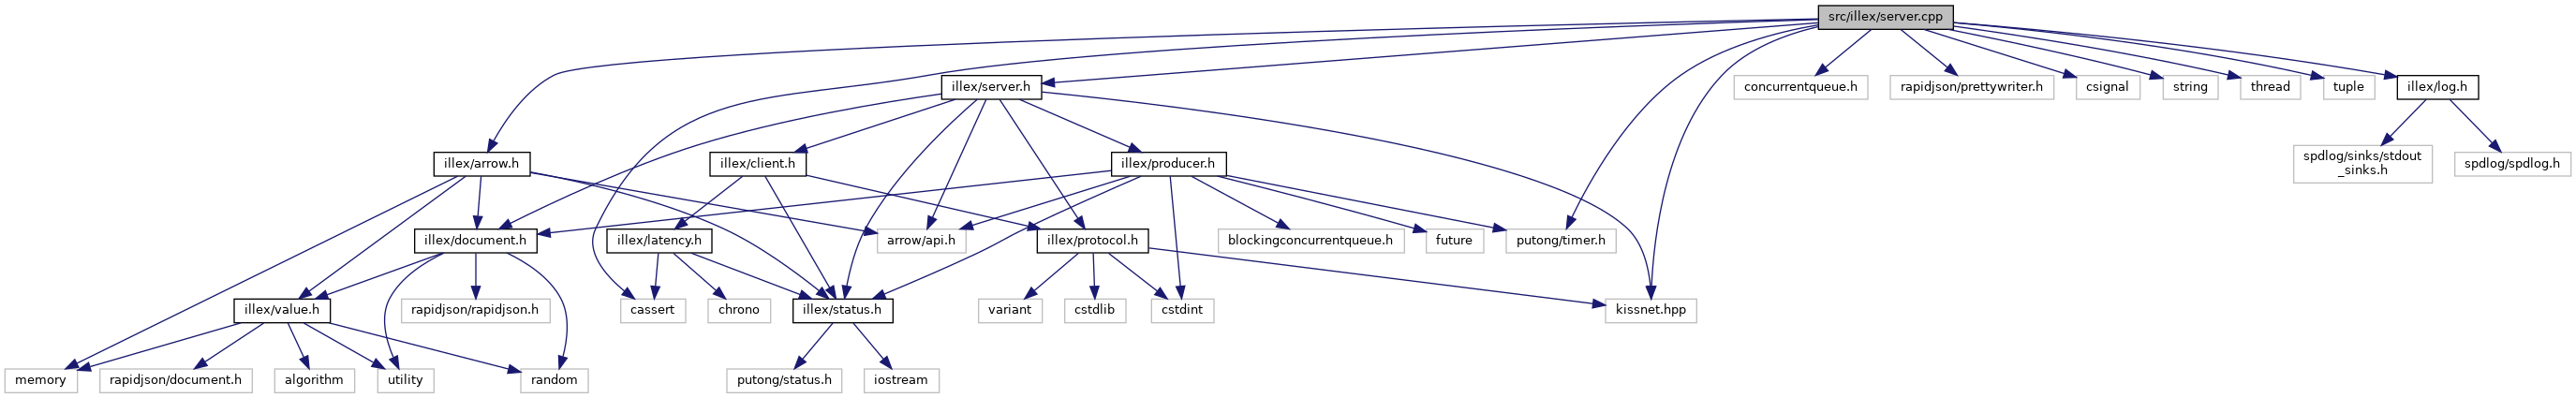 src/illex/server.cpp
illex/server.h
concurrentqueue.h
rapidjson/prettywriter.h
csignal
string
thread
tuple
illex/log.h
illex/arrow.h
illex/client.h
illex/producer.h
spdlog/sinks/stdout
_sinks.h
spdlog/spdlog.h
illex/document.h
illex/latency.h
arrow/api.h
illex/protocol.h
blockingconcurrentqueue.h
future
putong/timer.h
illex/value.h
rapidjson/rapidjson.h
cassert
chrono
illex/status.h
variant
cstdlib
cstdint
kissnet.hpp
memory
rapidjson/document.h
algorithm
utility
random
putong/status.h
iostream